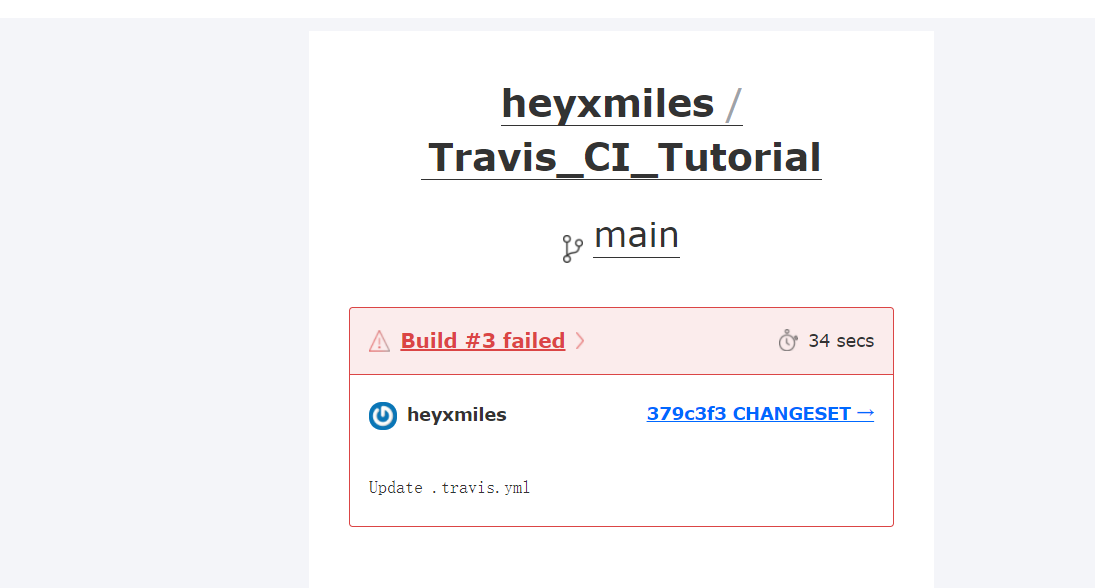 heyxmiles /
Travis_CI_Tutorial
main
Build #3 failed
34 secs
heyxmiles
379c3f3 CHANGESET →
Update .travis.yml